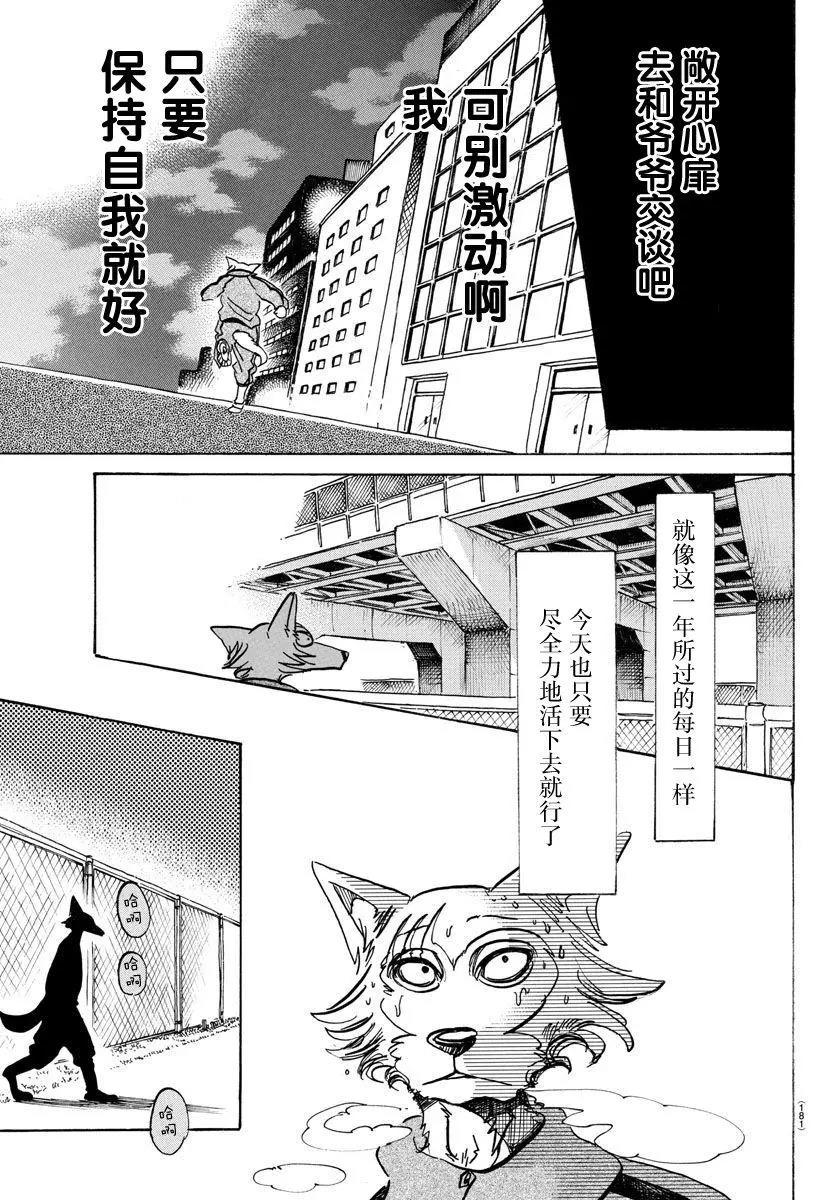 敞开心扉
去和爷爷交谈吧
可别激动啊
我
只要
保持自我就好
就像这一年所过的每日一样
今天也只要
尽全力地活下去就行了
哈啊
哈啊
哈啊
(181)